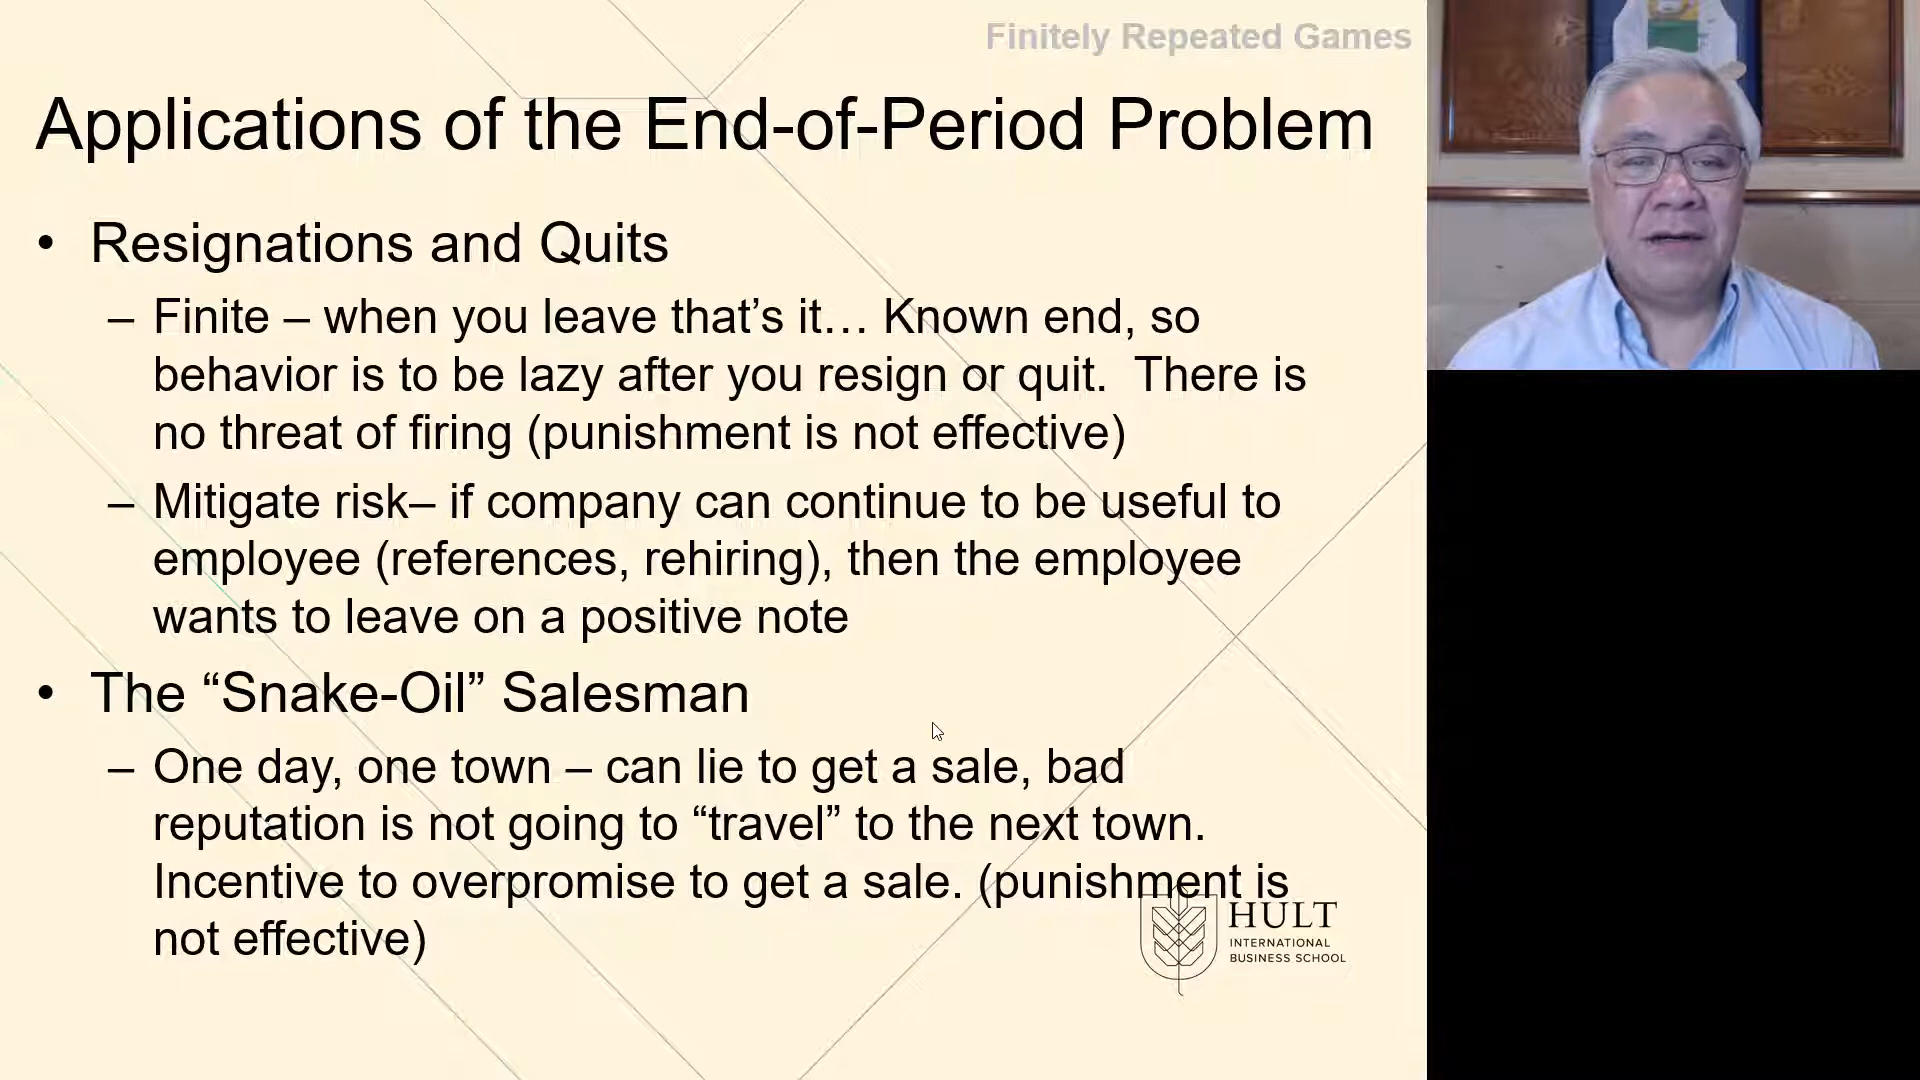 Finitely Repeated Games
Applications of the End-of-Period Problem
• Resignations and Quits
– Finite – when you leave that’s it… Known end, so
behavior is to be lazy after you resign or quit.  There is
no threat of firing (punishment is not effective)
– Mitigate risk– if company can continue to be useful to
employee (references, rehiring), then the employee
wants to leave on a positive note
• The “Snake-Oil” Salesman
– One day, one town – can lie to get a sale, bad
reputation is not going to “travel” to the next town.
Incentive to overpromise to get a sale. (punishment is
not effective)
HULT
INTERNATIONAL
BUSINESS SCHOOL